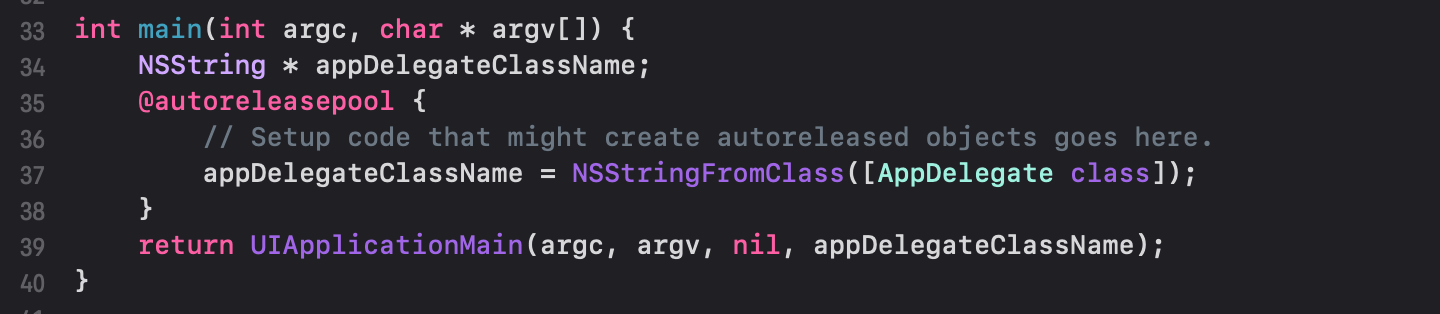 33 int main(int argc, char * argv[]) {
34 NSString * appDelegateClassName;
35 @autoreleasepool {
36 // Setup code that might create autoreleased objects goes here.
37 appDelegateClassName = NSStringFromClass([AppDelegate class]);
38 }
39 return UIApplicationMain(argc, argv, nil, appDelegateClassName);
40 }